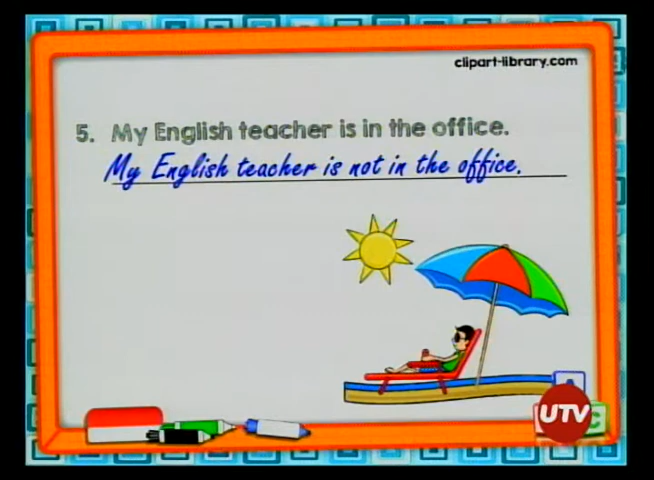 clipart-library.com
5. My English teacher is in the office.
My English teacher is not in the office.
A
UTV C